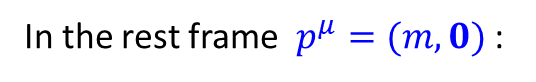 In the rest frame p^μ = (m, 0) :